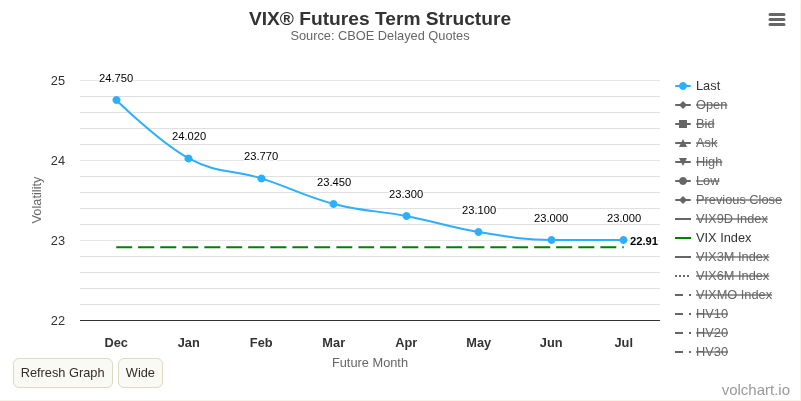 VIX® Futures Term Structure
Source: CBOE Delayed Quotes
25
24
23
22
Volatility
24.750
24.020
23.770
23.450
23.300
23.100
23.000
23.000
22.91
Dec Jan Feb Mar Apr May Jun Jul
Future Month
Last
Open
Bid
Ask
High
Low
Previous Close
VIX9D Index
VIX Index
VIX3M Index
VIX6M Index
VIXMO Index
HV10
HV20
HV30
Refresh Graph Wide
volchart.io